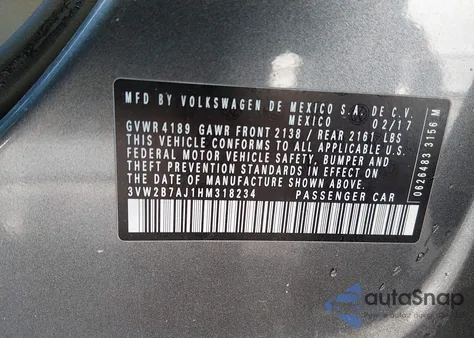 MFD BY VOLKSWAGEN DE MEXICO S.A. DE C.V.
MEXICO 02/17
GVWR 4189 GAWR FRONT 2138 / REAR 2161 LBS
THIS VEHICLE CONFORMS TO ALL APPLICABLE
FEDERAL MOTOR VEHICLE SAFETY, BUMPER AND
THEFT PREVENTION STANDARDS IN EFFECT ON
THE DATE OF MANUFACTURE SHOWN ABOVE.
3VW2B7AJ1HM318234 PASSENGER CAR
0626483 3156 M
autoSnap